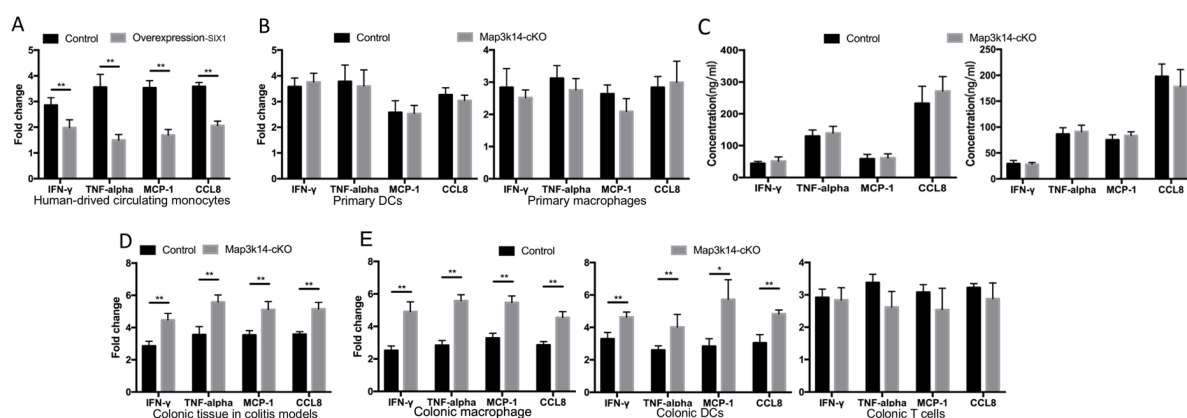 A
Control
Overexpression-SIX1
Fold change
5
4
3
2
1
0
**
**
**
**
IFN-γ
TNF-alpha
MCP-1
CCL8
Human-drived circulating monocytes
B
Control
Map3k14-cKO
Fold change
5
4
3
2
1
0
IFN-γ
TNF-alpha
MCP-1
CCL8
Primary DCs
5
4
3
2
1
0
IFN-γ
TNF-alpha
MCP-1
CCL8
Primary macrophages
C
Control
Map3k14-cKO
Concentration(ng/ml)
400
300
200
100
0
IFN-γ
TNF-alpha
MCP-1
CCL8
Concentration(ng/ml)
250
200
150
100
50
0
IFN-γ
TNF-alpha
MCP-1
CCL8
D
Control
Map3k14-cKO
Fold change
8
6
4
2
0
**
**
**
**
IFN-γ
TNF-alpha
MCP-1
CCL8
Colonic tissue in colitis models
E
Control
Map3k14-cKO
Fold change
8
6
4
2
0
**
**
**
**
IFN-γ
TNF-alpha
MCP-1
CCL8
Colonic macrophage
8
6
4
2
0
**
**
*
**
IFN-γ
TNF-alpha
MCP-1
CCL8
Colonic DCs
4
3
2
1
0
IFN-γ
TNF-alpha
MCP-1
CCL8
Colonic T cells